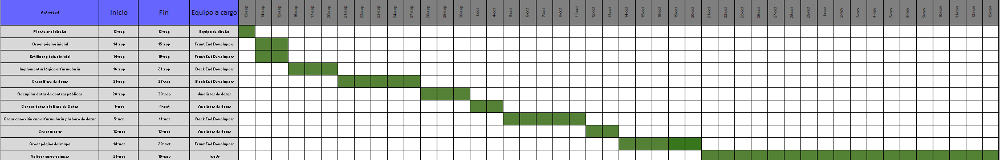 Actividad Inicio Fin Equipo a cargo 13-sep 14-sep 15-sep 16-sep 17-sep 20-sep 21-sep 22-sep 23-sep 24-sep 27-sep 28-sep 29-sep 30-sep 1-oct 4-oct 5-oct 6-oct 7-oct 8-oct 11-oct 12-oct 13-oct 14-oct 15-oct 18-oct 19-oct 20-oct 21-oct 22-oct 25-oct 26-oct 27-oct 28-oct 29-oct 1-nov 2-nov 3-nov 4-nov 5-nov 8-nov 9-nov 10-nov 11-nov 12-nov 15-nov
Plantear el diseño 13-sep 13-sep Equipo de diseño
Crear página inicial 14-sep 15-sep Front End Developers
Estilizar página inicial 14-sep 15-sep Front End Developers
Implementar lógica al formulario 16-sep 21-sep Back End Developers
Crear Base de datos 21-sep 27-sep Back End Developers
Recopilar datos de centros públicos 28-sep 30-sep Analistas de datos
Cargar datos a la Base de Datos 1-oct 4-oct Analistas de datos
Crear conexión con el formulario y la base de datos 5-oct 11-oct Back End Developers
Crear mapas 12-oct 13-oct Analistas de datos
Crear página del mapa 14-oct 20-oct Front End Developers
Aplicar correcciones 21-oct 15-nov Ing Jr